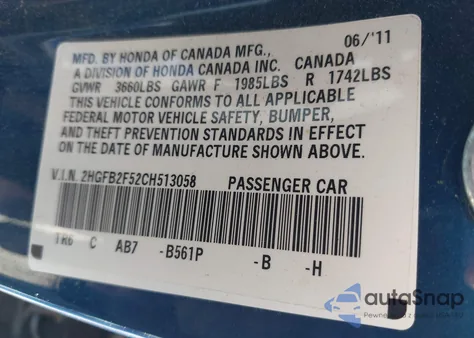 MFD. BY HONDA OF CANADA MFG., 06/'11
A DIVISION OF HONDA CANADA INC. CANADA
GVWR 3660LBS GAWR F 1985LBS R 1742LBS
THIS VEHICLE CONFORMS TO ALL APPLICABLE
FEDERAL MOTOR VEHICLE SAFETY, BUMPER,
AND THEFT PREVENTION STANDARDS IN EFFECT
ON THE DATE OF MANUFACTURE SHOWN ABOVE.
V.I.N. 2HGFB2F52CH513058 PASSENGER CAR
TR6 C AB7 -B561P -B -H
autoSnap